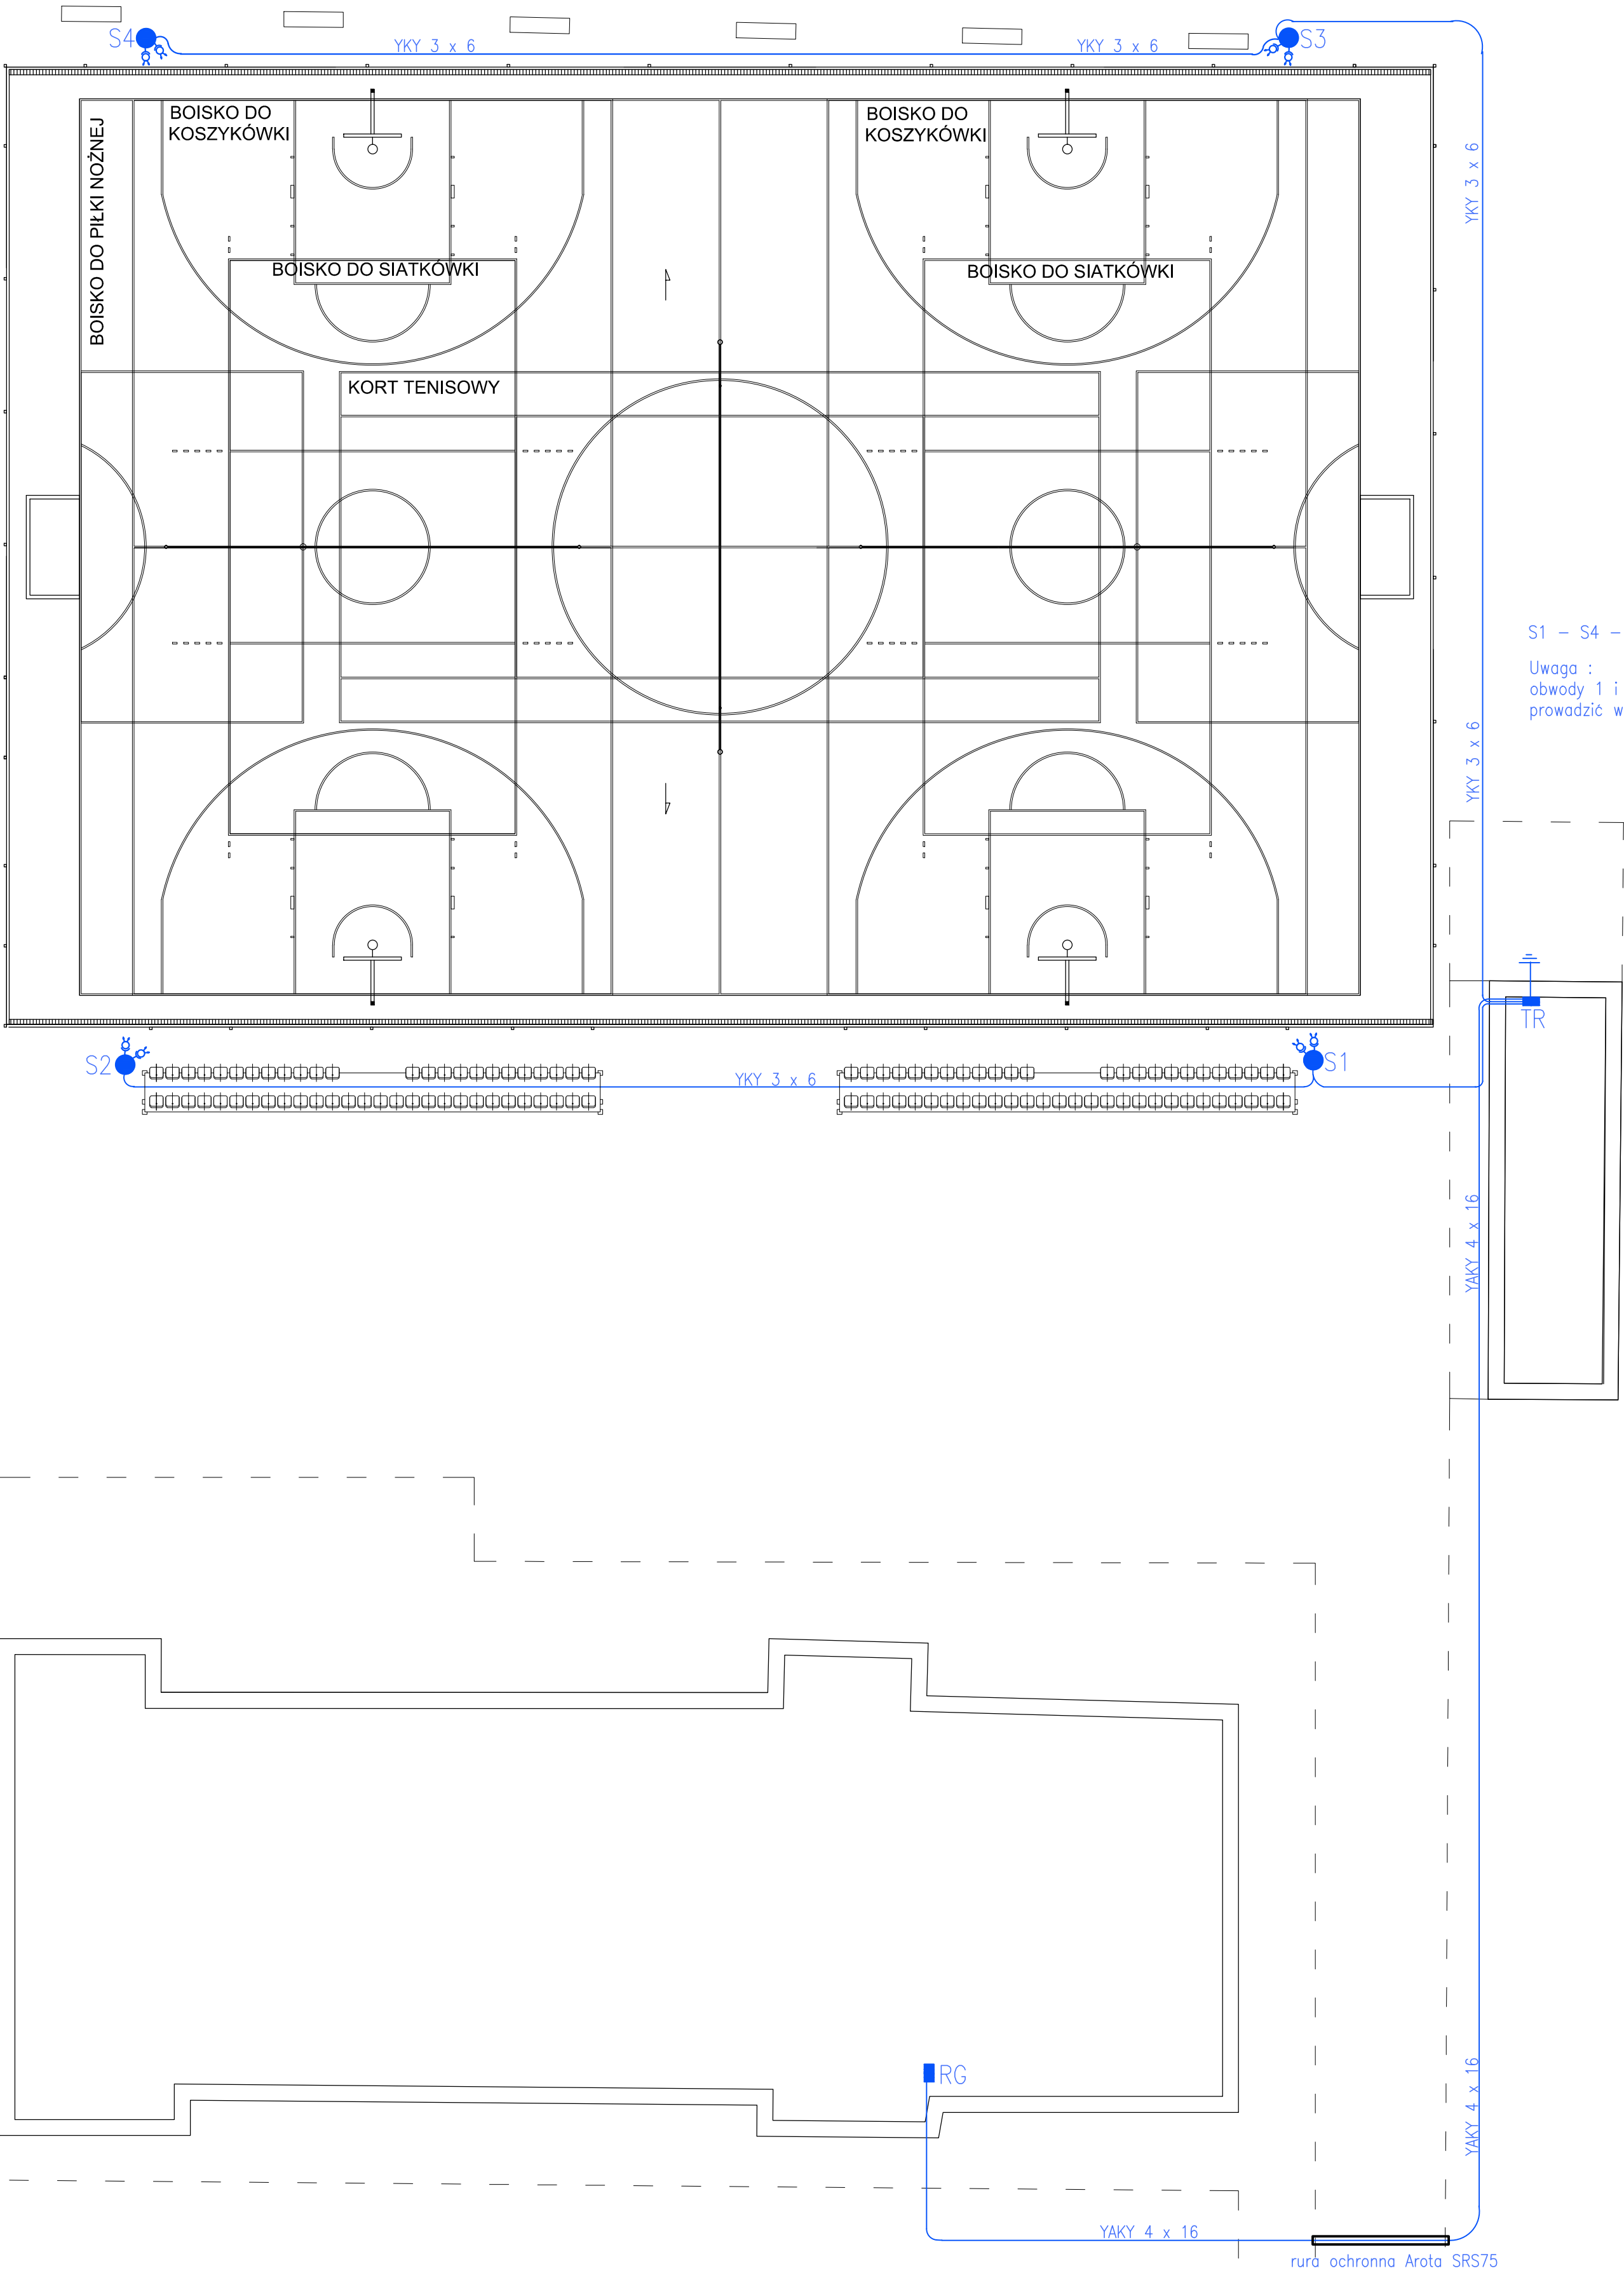 S4
YKY 3 x 6
YKY 3 x 6
S3
BOISKO DO
KOSZYKÓWKI
BOISKO DO
KOSZYKÓWKI
BOISKO DO PIŁKI NOŻNEJ
YKY 3 x 6
BOISKO DO SIATKÓWKI
BOISKO DO SIATKÓWKI
KORT TENISOWY
S1 – S4 –
Uwaga :
obwody 1 i
prowadzić w
YKY 3 x 6
TR
S2
YKY 3 x 6
S1
YAKY 4 x 16
RG
YAKY 4 x 16
YAKY 4 x 16
rura ochronna Arota SRS75